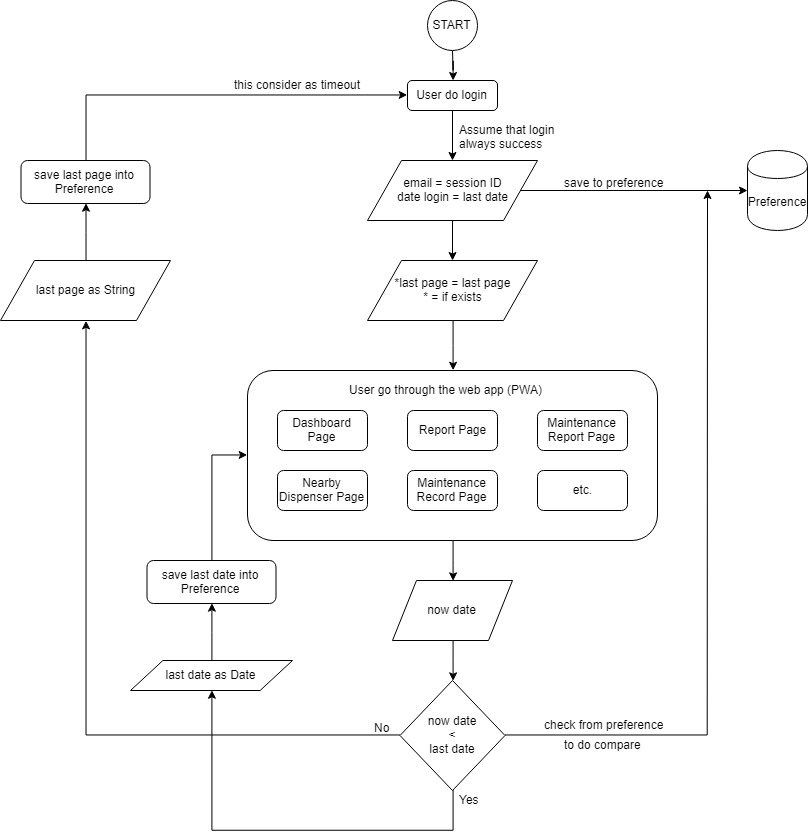 START
this consider as timeout
User do login
Assume that login
always success
save last page into
Preference
email = session ID
date login = last date
save to preference
Preference
last page as String
*last page = last page
* = if exists
User go through the web app (PWA)
Dashboard
Page
Report Page
Maintenance
Report Page
Nearby
Dispenser Page
Maintenance
Record Page
etc.
save last date into
Preference
now date
last date as Date
No
now date
<
last date
check from preference
to do compare
Yes